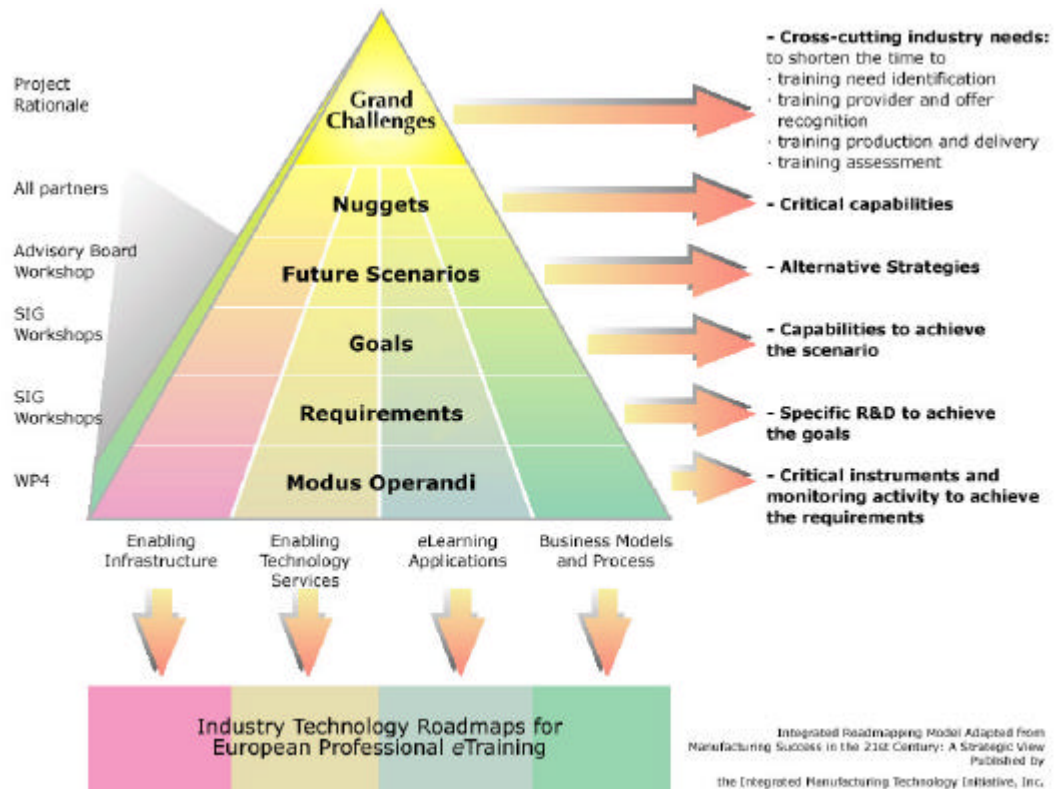 Project
Rationale
All partners
Advisory Board
Workshop
SIG
Workshops
SIG
Workshops
WP4
Grand
Challenges
Nuggets
Future Scenarios
Goals
Requirements
Modus Operandi
- Cross-cutting industry needs:
to shorten the time to
· training need identification
· training provider and offer
recognition
· training production and delivery
· training assessment
- Critical capabilities
- Alternative Strategies
- Capabilities to achieve
the scenario
- Specific R&D to achieve
the goals
- Critical instruments and
monitoring activity to achieve
the requirements
Enabling
Infrastructure
Enabling
Technology
Services
eLearning
Applications
Business Models
and Process
Industry Technology Roadmaps for
European Professional eTraining
Integrated Roadmapping Model Adapted from
Manufacturing Success in the 21st Century: A Strategic View
Published by
the Integrated Manufacturing Technology Initiative, Inc.